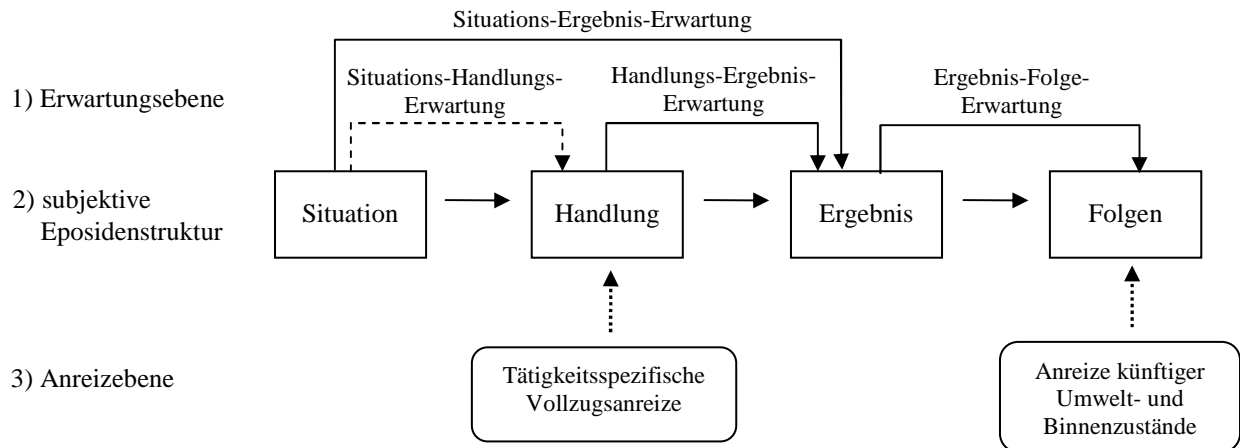 Situations-Ergebnis-Erwartung
Situations-Handlungs-
Erwartung
Handlungs-Ergebnis-
Erwartung
Ergebnis-Folge-
Erwartung
1) Erwartungsebene
2) subjektive
Eposidenstruktur
Situation
Handlung
Ergebnis
Folgen
3) Anreizebene
Tätigkeitsspezifische
Vollzugsanreize
Anreize künftiger
Umwelt- und
Binnenzustände